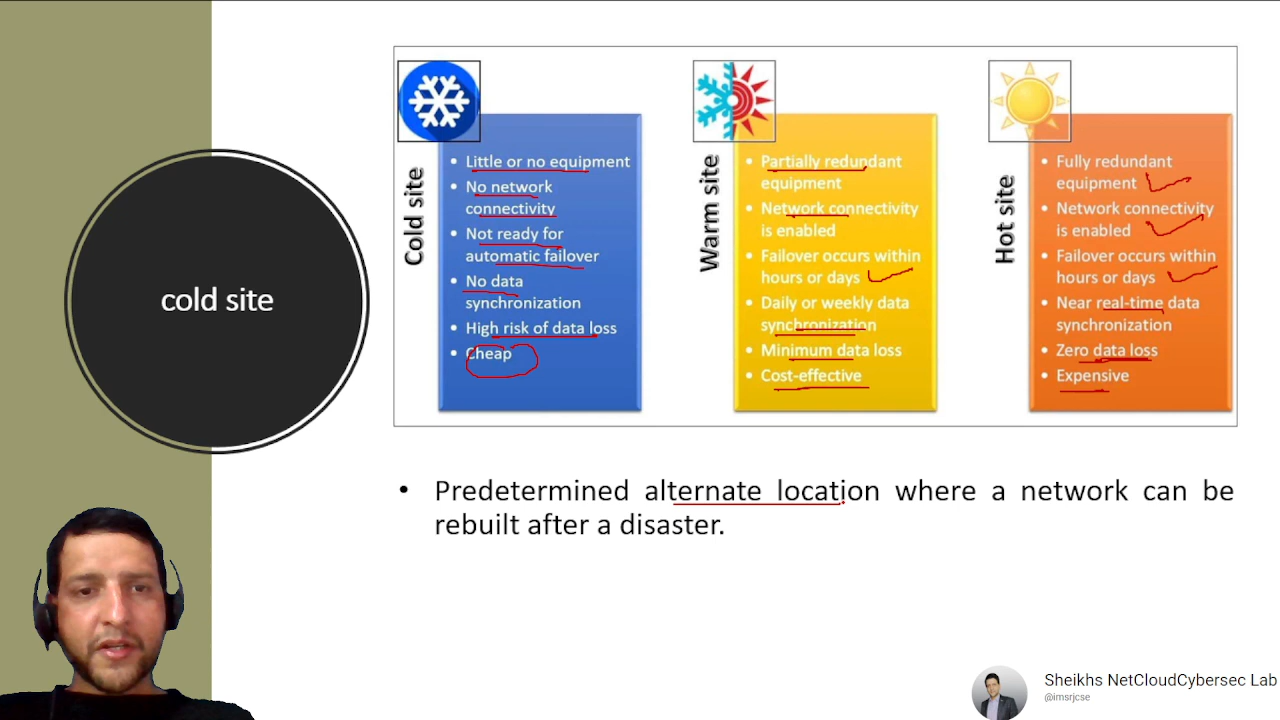 cold site
Cold site
• Little or no equipment
• No network
connectivity
• Not ready for
automatic failover
• No data
synchronization
• High risk of data loss
• Cheap
Warm site
• Partially redundant
equipment
• Network connectivity
is enabled
• Failover occurs within
hours or days
• Daily or weekly data
synchronization
• Minimum data loss
• Cost-effective
Hot site
• Fully redundant
equipment
• Network connectivity
is enabled
• Failover occurs within
hours or days
• Near real-time data
synchronization
• Zero data loss
• Expensive
• Predetermined alternate location where a network can be
rebuilt after a disaster.
Sheikhs NetCloudCybersec Lab
@imsrjcse